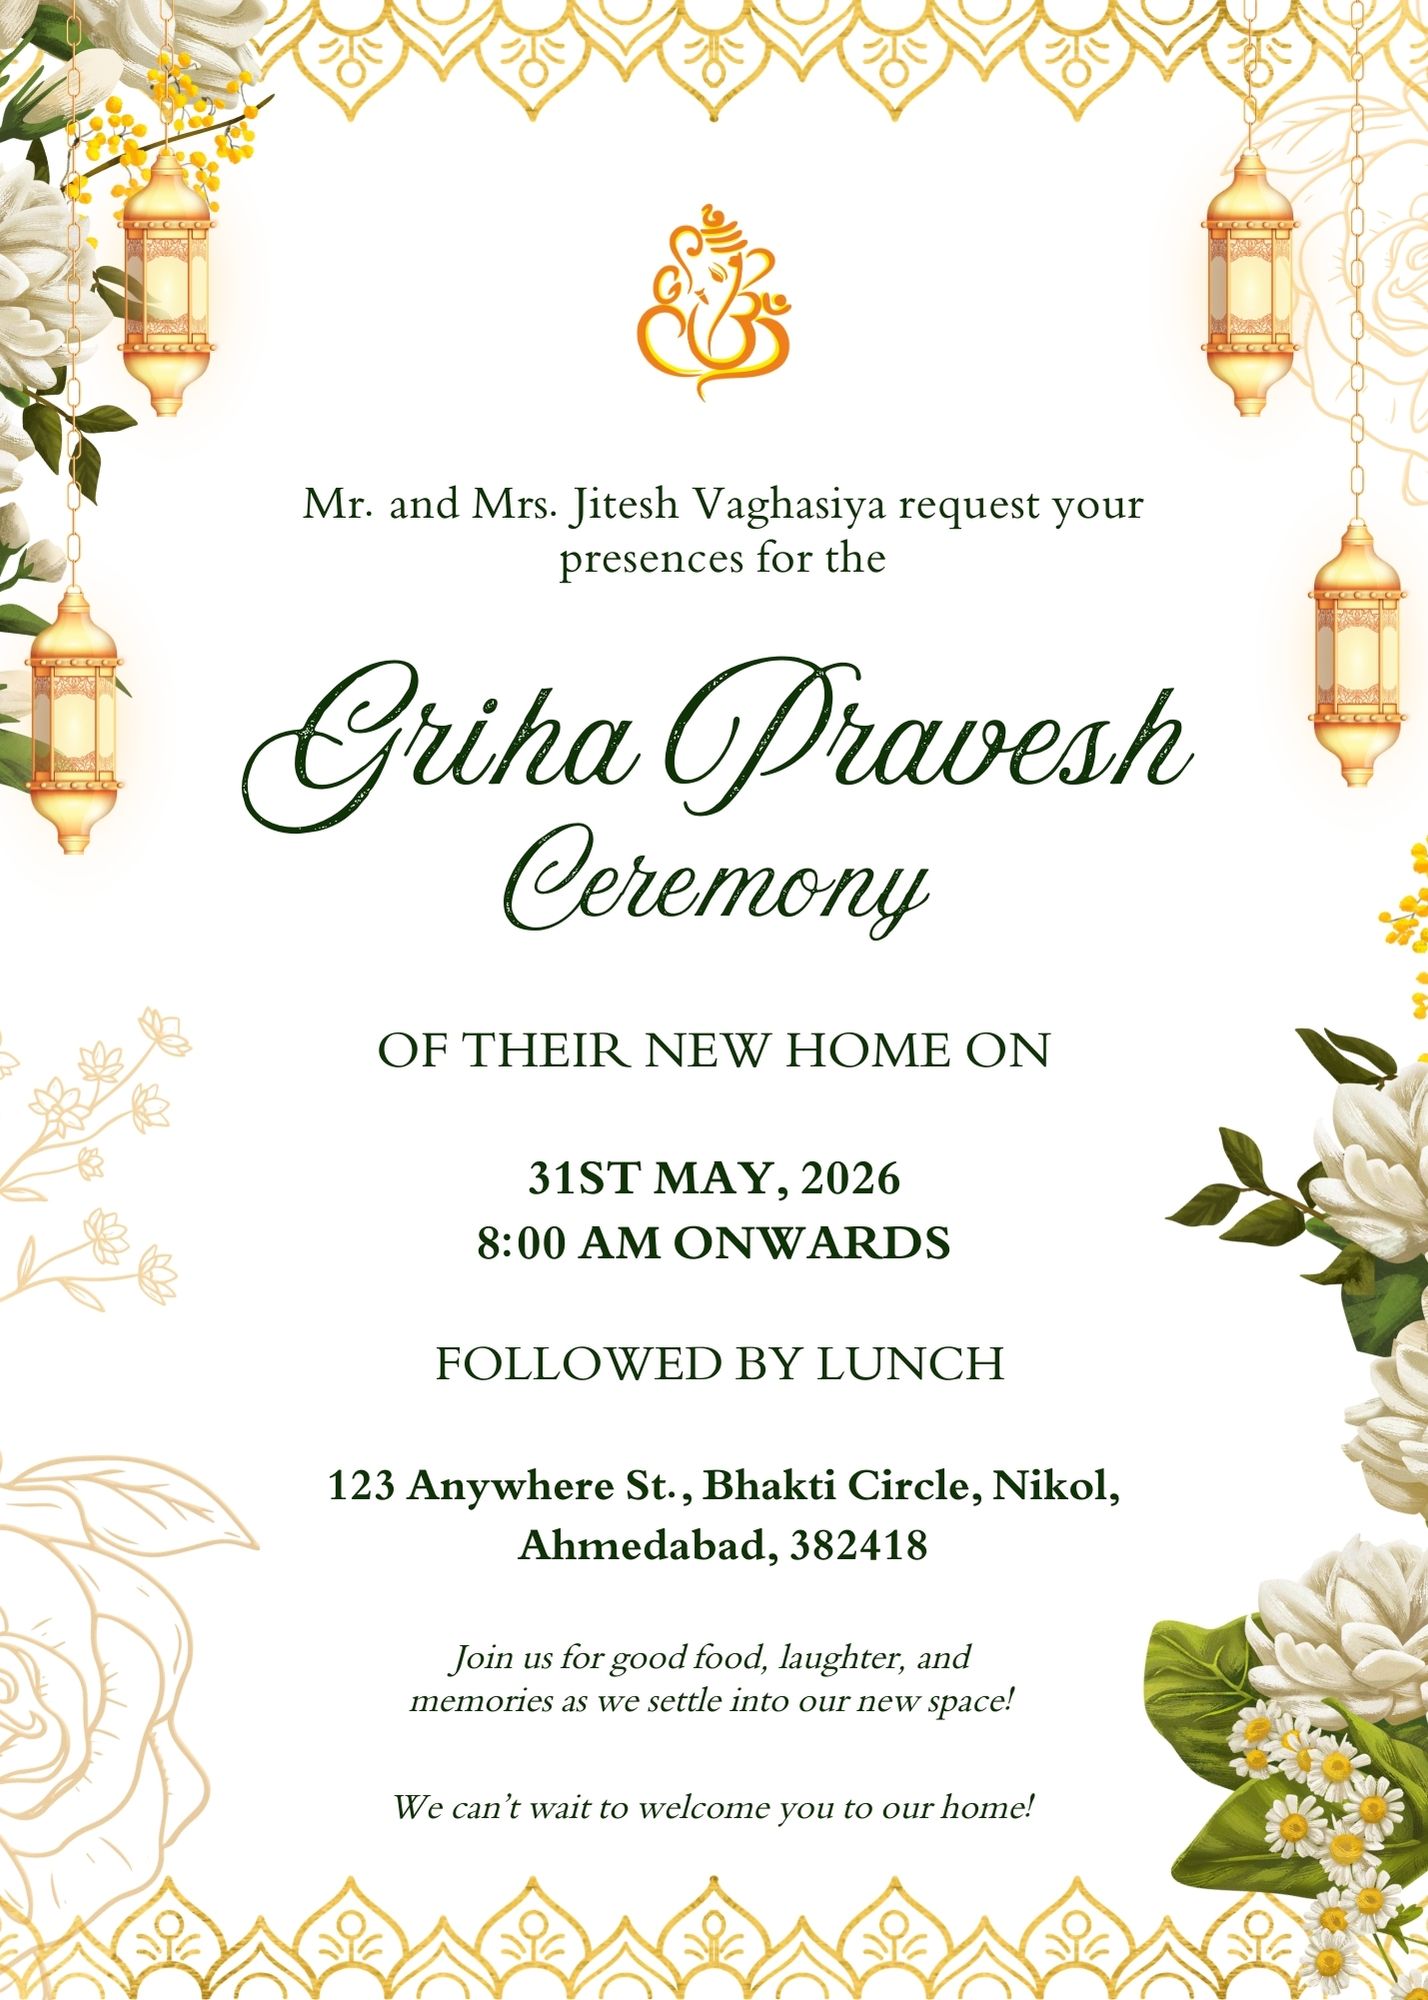 Mr. and Mrs. Jitesh Vaghasiya request your
presences for the
Griha Pravesh
Ceremony
OF THEIR NEW HOME ON
31ST MAY, 2026
8:00 AM ONWARDS
FOLLOWED BY LUNCH
123 Anywhere St., Bhakti Circle, Nikol,
Ahmedabad, 382418
Join us for good food, laughter, and
memories as we settle into our new space!
We can't wait to welcome you to our home!